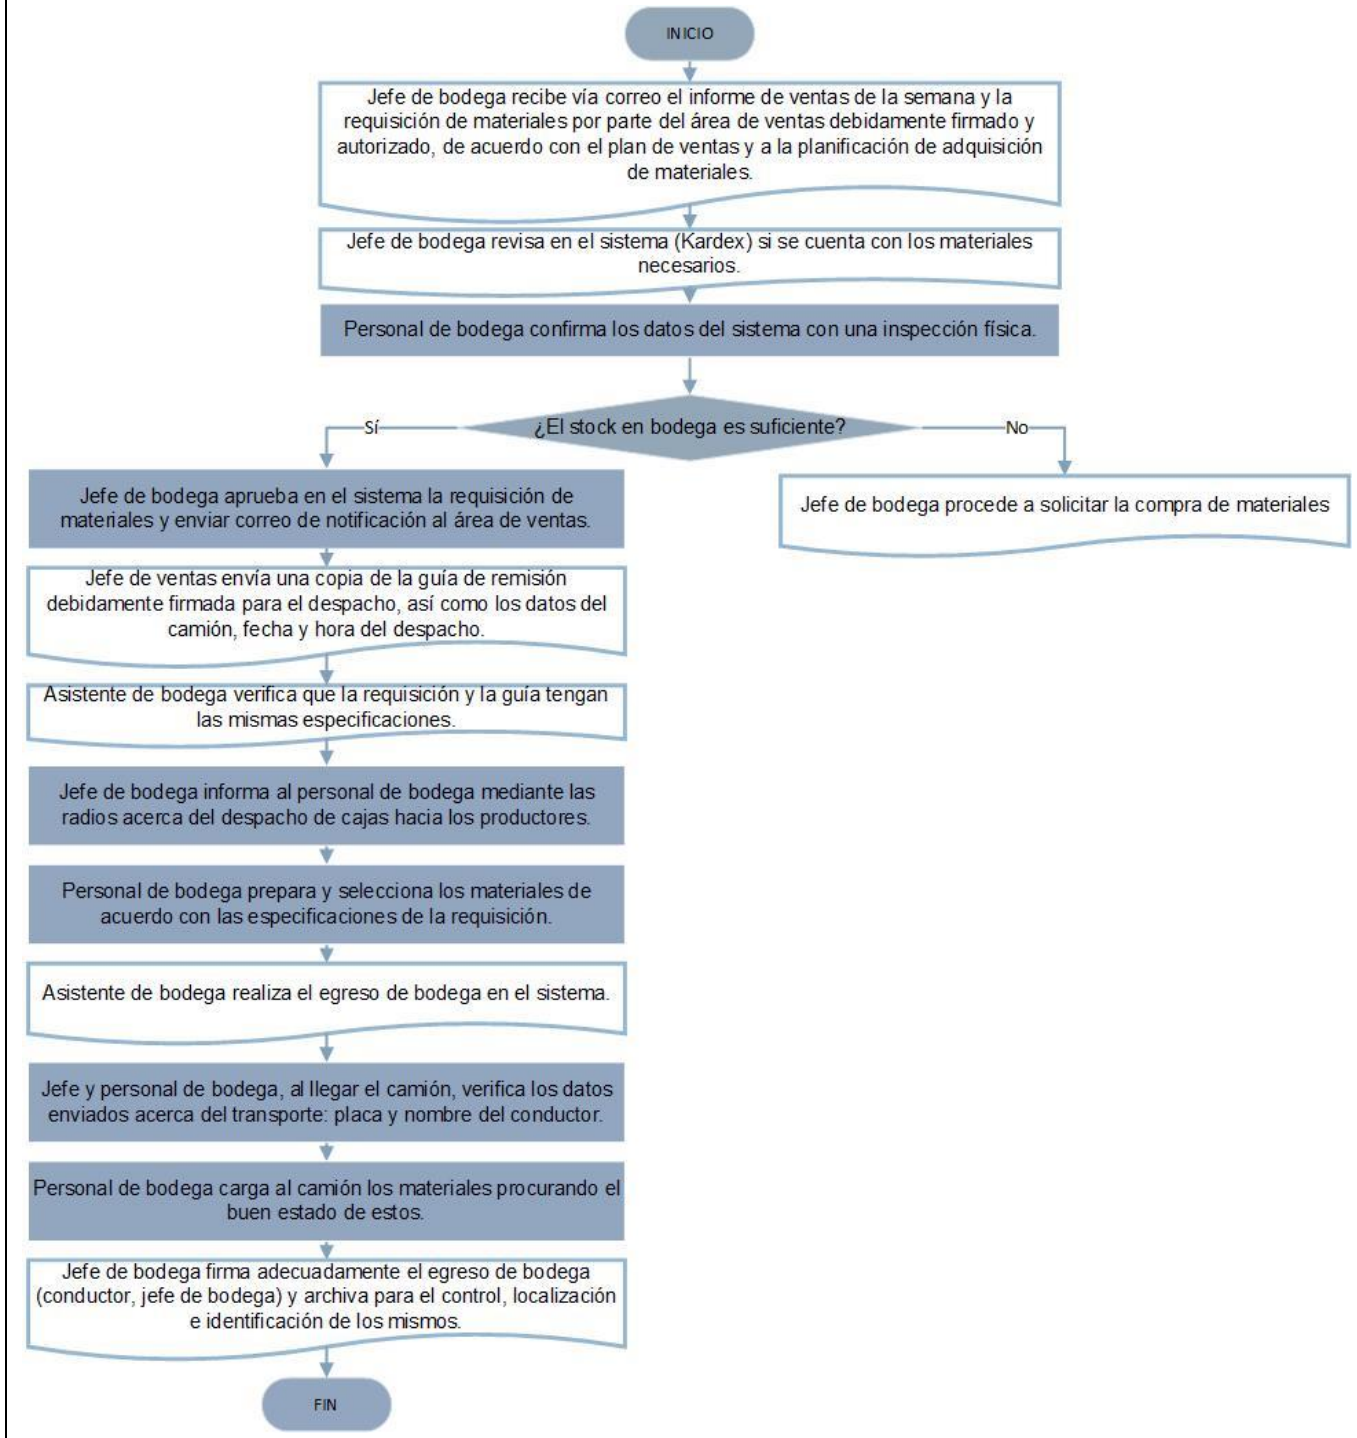 INICIO
Jefe de bodega recibe vía correo el informe de ventas de la semana y la
requisición de materiales por parte del área de ventas debidamente firmado y
autorizado, de acuerdo con el plan de ventas y a la planificación de adquisición
de materiales.
Jefe de bodega revisa en el sistema (Kardex) si se cuenta con los materiales
necesarios.
Personal de bodega confirma los datos del sistema con una inspección física.
¿El stock en bodega es suficiente?
Sí
No
Jefe de bodega aprueba en el sistema la requisición de
materiales y enviar correo de notificación al área de ventas.
Jefe de bodega procede a solicitar la compra de materiales
Jefe de ventas envía una copia de la guía de remisión
debidamente firmada para el despacho, así como los datos del
camión, fecha y hora del despacho.
Asistente de bodega verifica que la requisición y la guía tengan
las mismas especificaciones.
Jefe de bodega informa al personal de bodega mediante las
radios acerca del despacho de cajas hacia los productores.
Personal de bodega prepara y selecciona los materiales de
acuerdo con las especificaciones de la requisición.
Asistente de bodega realiza el egreso de bodega en el sistema.
Jefe y personal de bodega, al llegar el camión, verifica los datos
enviados acerca del transporte: placa y nombre del conductor.
Personal de bodega carga al camión los materiales procurando el
buen estado de estos.
Jefe de bodega firma adecuadamente el egreso de bodega
(conductor, jefe de bodega) y archiva para el control, localización
e identificación de los mismos.
FIN